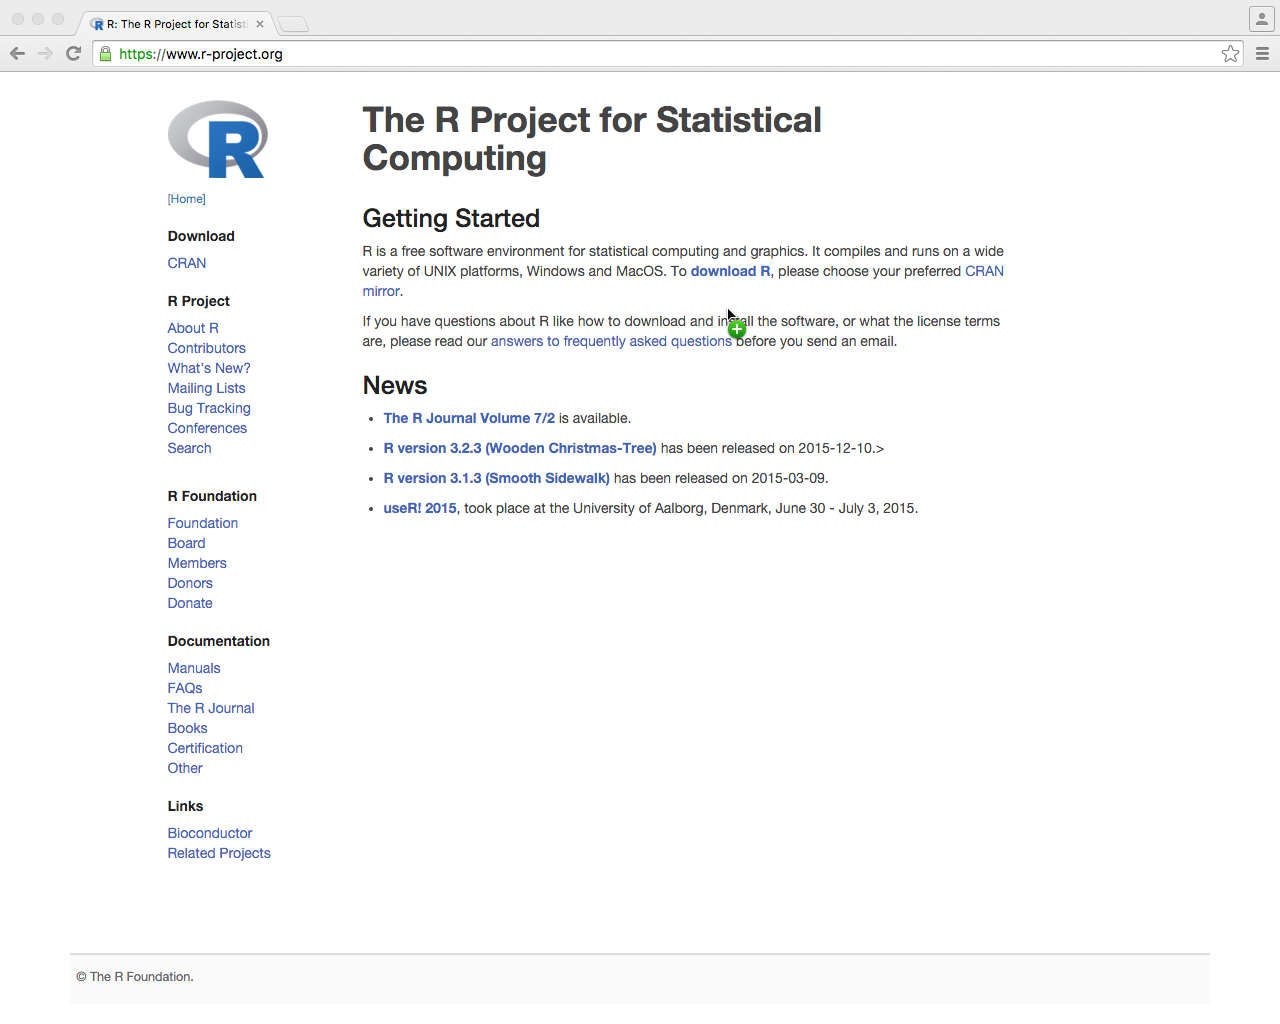 R: The R Project for Statisti
https://www.r-project.org
R
[Home]
Download
CRAN
R Project
About R
Contributors
What's New?
Mailing Lists
Bug Tracking
Conferences
Search
R Foundation
Foundation
Board
Members
Donors
Donate
Documentation
Manuals
FAQs
The R Journal
Books
Certification
Other
Links
Bioconductor
Related Projects
The R Project for Statistical
Computing
Getting Started
R is a free software environment for statistical computing and graphics. It compiles and runs on a wide
variety of UNIX platforms, Windows and MacOS. To download R, please choose your preferred CRAN
mirror.
If you have questions about R like how to download and install the software, or what the license terms
are, please read our answers to frequently asked questions before you send an email.
News
• The R Journal Volume 7/2 is available.
• R version 3.2.3 (Wooden Christmas-Tree) has been released on 2015-12-10.>
• R version 3.1.3 (Smooth Sidewalk) has been released on 2015-03-09.
• useR! 2015, took place at the University of Aalborg, Denmark, June 30 - July 3, 2015.
© The R Foundation.